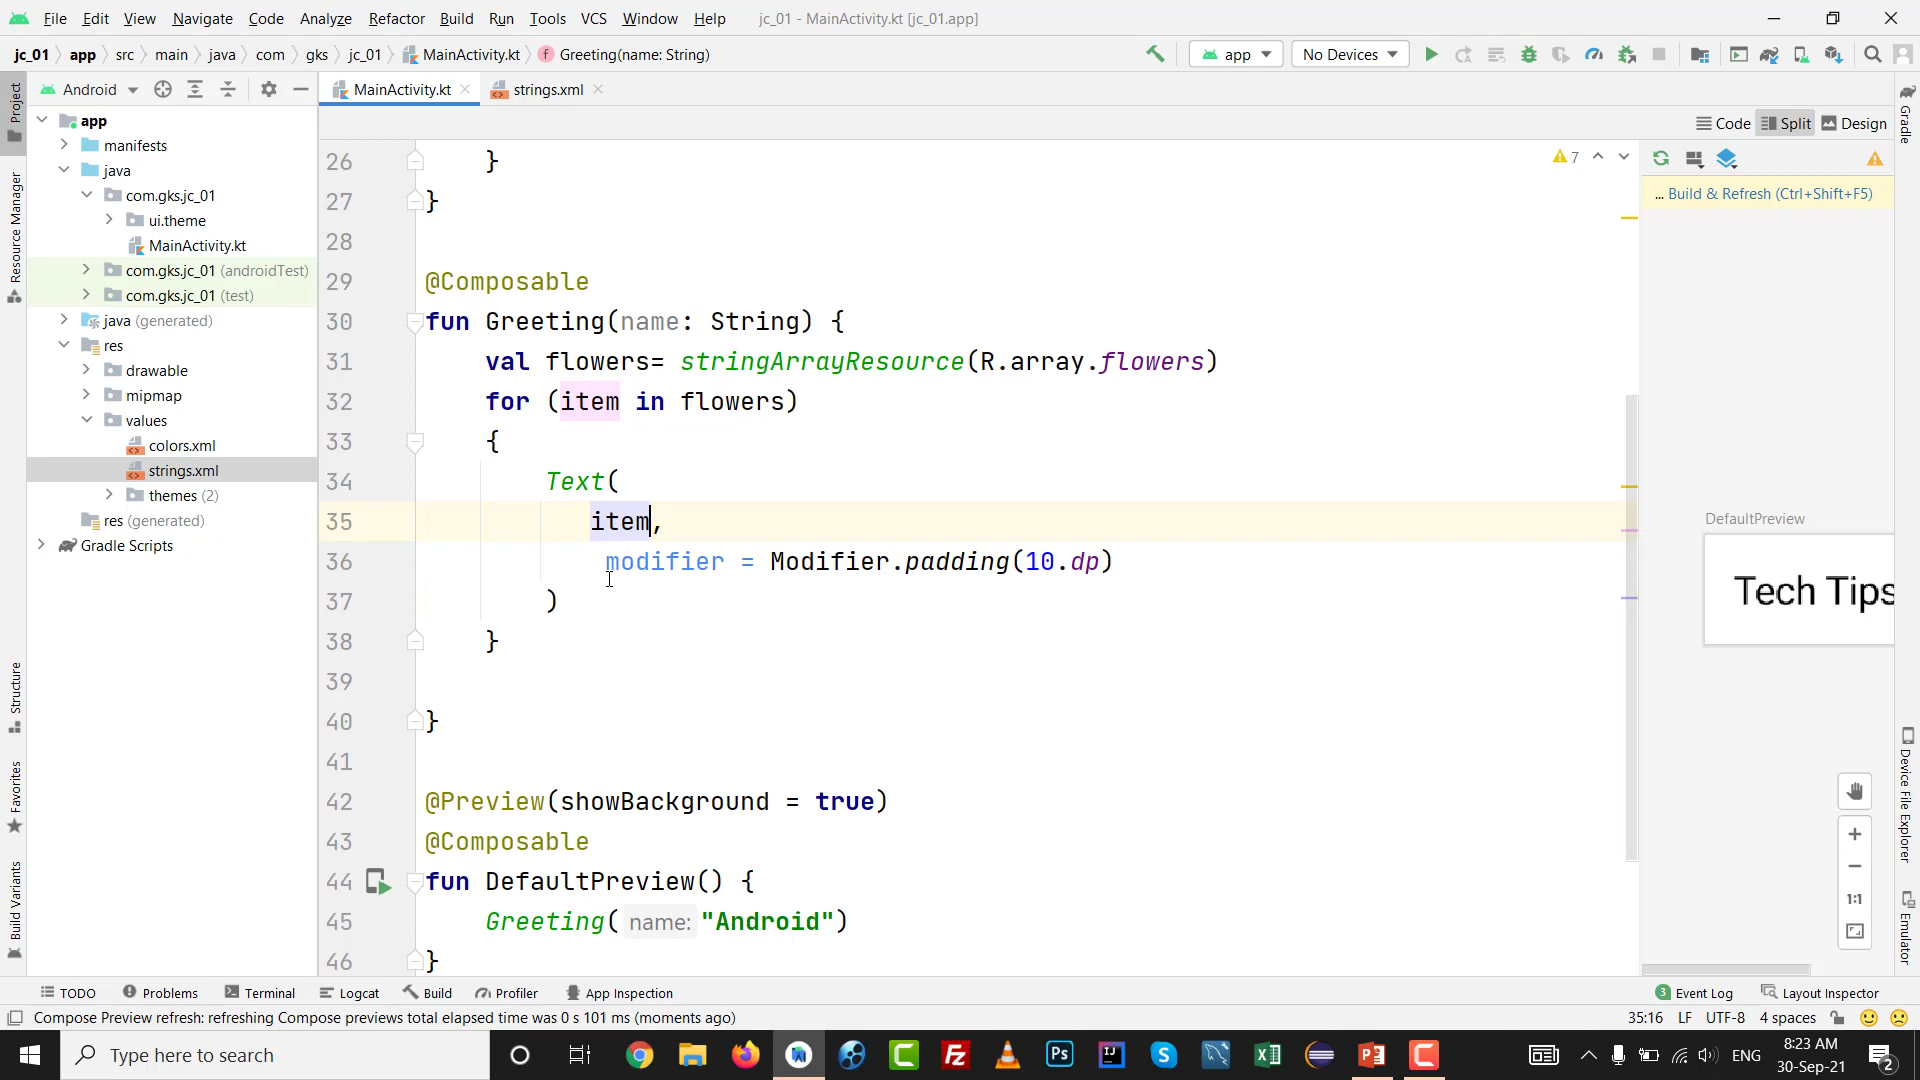 File Edit View Navigate Code Analyze Refactor Build Run Tools VCS Window Help jc_01 - MainActivity.kt [jc_01.app]
jc_01 app src main java com gks jc_01 MainActivity.kt Greeting(name: String) app No Devices
Android MainActivity.kt strings.xml
Code Split Design
Project
Resource Manager
Structure
Favorites
Build Variants
app
manifests
java
com.gks.jc_01
ui.theme
MainActivity.kt
com.gks.jc_01 (androidTest)
com.gks.jc_01 (test)
java (generated)
res
drawable
mipmap
values
colors.xml
strings.xml
themes (2)
res (generated)
Gradle Scripts
7
26 }
27 }
28
29 @Composable
30 fun Greeting(name: String) {
31 val flowers= stringArrayResource(R.array.flowers)
32 for (item in flowers)
33 {
34 Text(
35 item,
36 modifier = Modifier.padding(10.dp)
37 )
38 }
39
40 }
41
42 @Preview(showBackground = true)
43 @Composable
44 fun DefaultPreview() {
45 Greeting( name: "Android")
46 }
... Build & Refresh (Ctrl+Shift+F5)
DefaultPreview
Tech Tips
1:1
Gradle
Device File Explorer
Emulator
TODO Problems Terminal Logcat Build Profiler App Inspection 3 Event Log Layout Inspector
Compose Preview refresh: refreshing Compose previews total elapsed time was 0 s 101 ms (moments ago) 35:16 LF UTF-8 4 spaces
Type here to search
ENG
8:23 AM
30-Sep-21
2